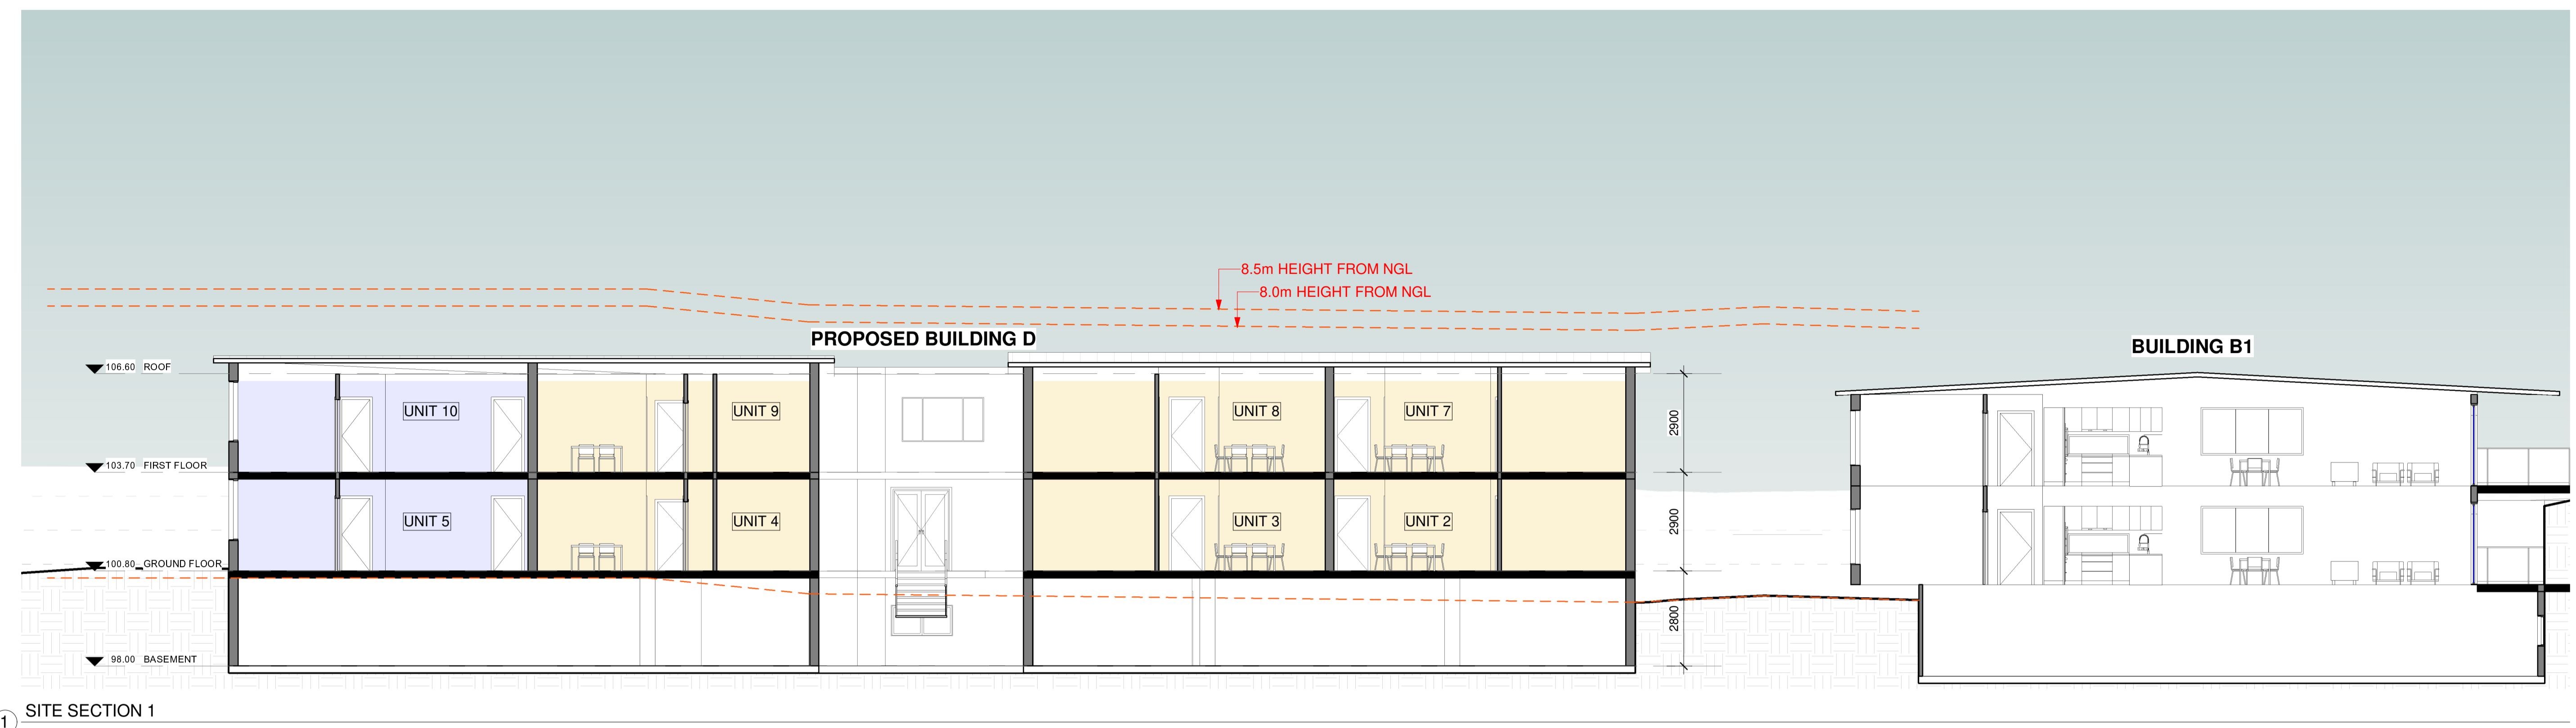 8.5m HEIGHT FROM NGL
8.0m HEIGHT FROM NGL
PROPOSED BUILDING D
BUILDING B1
106.60 ROOF
UNIT 10
UNIT 9
UNIT 8
UNIT 7
2900
103.70 FIRST FLOOR
UNIT 5
UNIT 4
UNIT 3
UNIT 2
2900
100.80 GROUND FLOOR
2800
98.00 BASEMENT
1 SITE SECTION 1